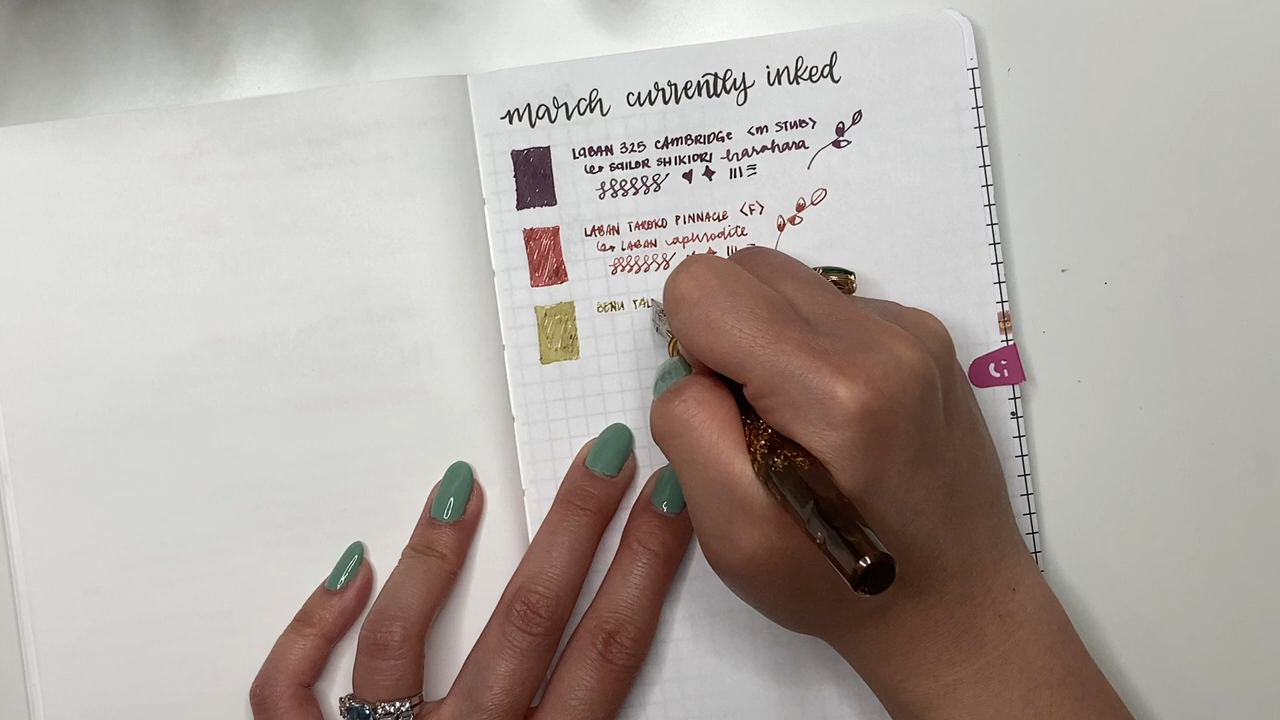 march currently inked
LABAN 325 CAMBRIDGE <M STUB>
SAILOR SHIKIORI harahara
LABAN TAROKO PINNACLE <F>
LABAN aphrodite
BENU TAL